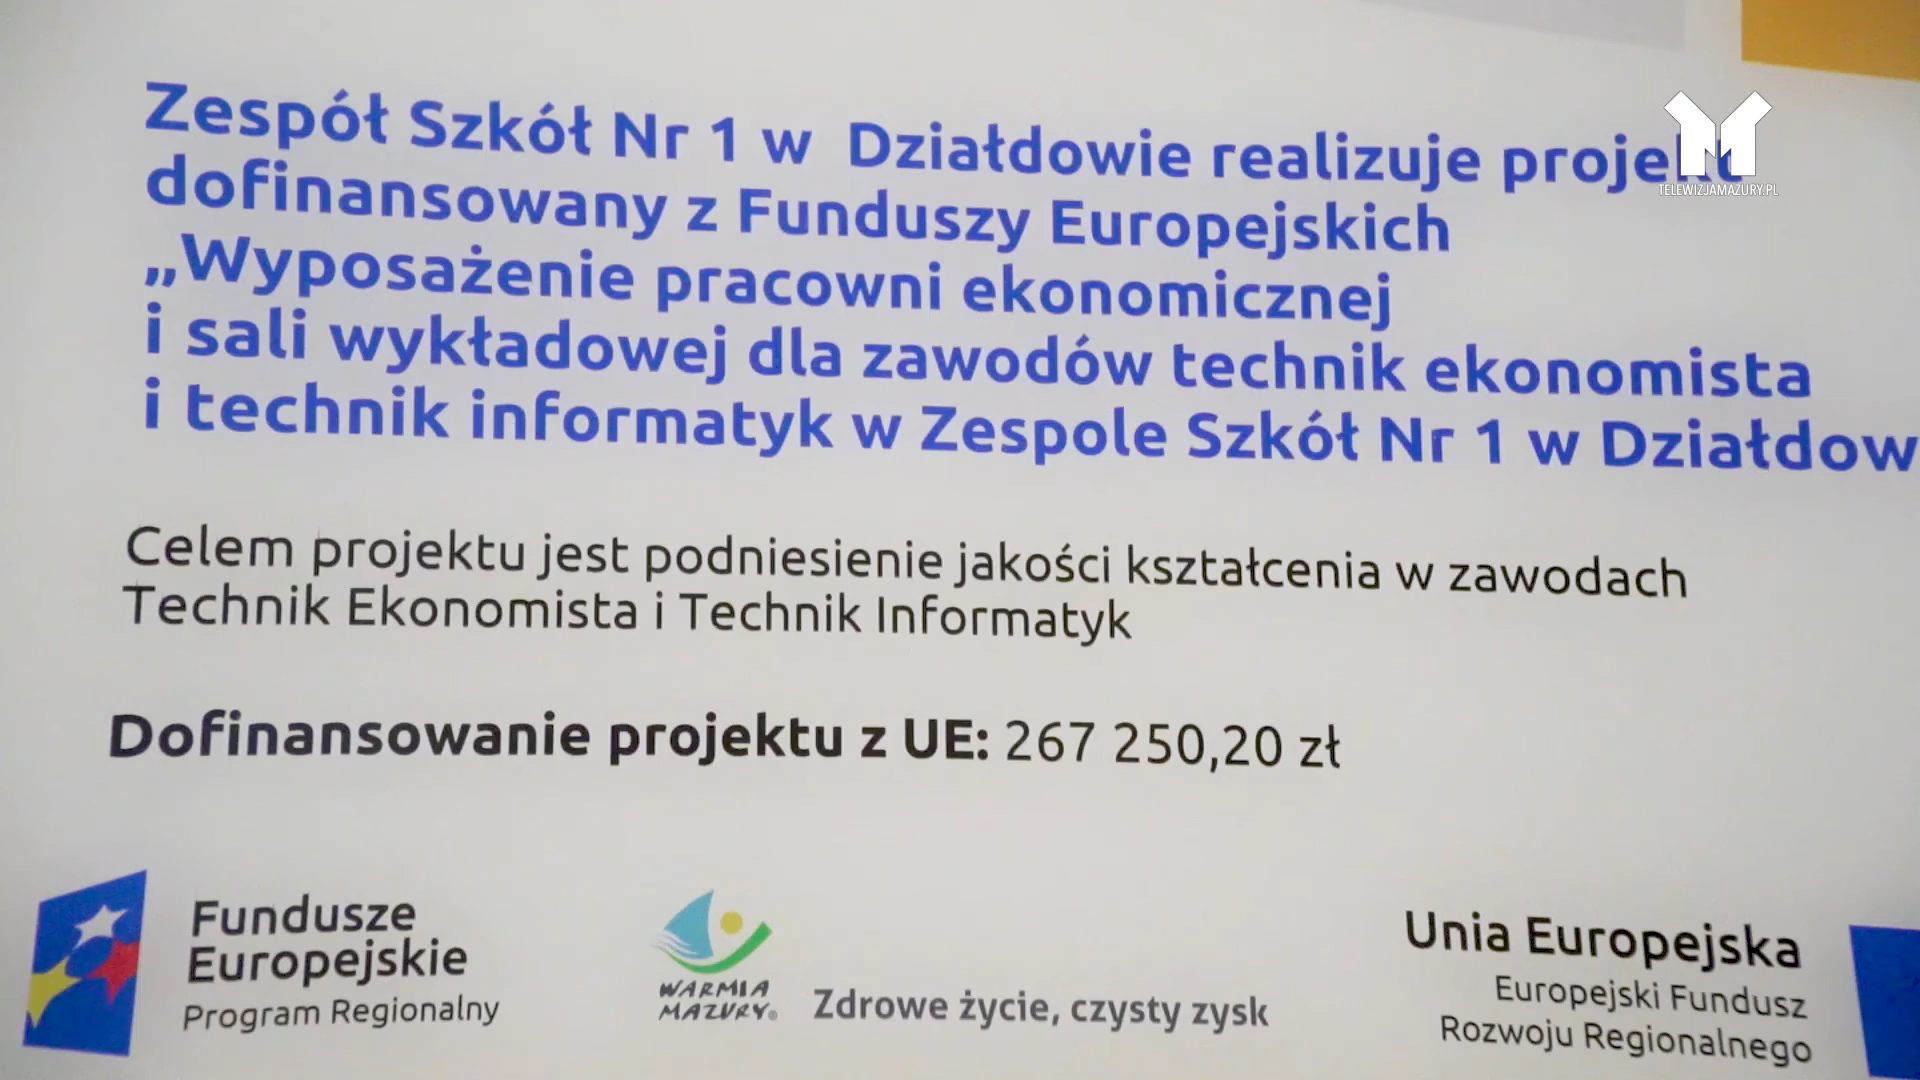 Zespół Szkół Nr 1 w Działdowie realizuje projekt
dofinansowany z Funduszy Europejskich
„Wyposażenie pracowni ekonomicznej
i sali wykładowej dla zawodów technik ekonomista
i technik informatyk w Zespole Szkół Nr 1 w Działdow
Celem projektu jest podniesienie jakości kształcenia w zawodach
Technik Ekonomista i Technik Informatyk
Dofinansowanie projektu z UE: 267 250,20 zł
Fundusze
Europejskie
Program Regionalny
WARMIA
MAZURY®
Zdrowe życie, czysty zysk
Unia Europejska
Europejski Fundusz
Rozwoju Regionalnego
TELEWIZJAMAZURY.PL